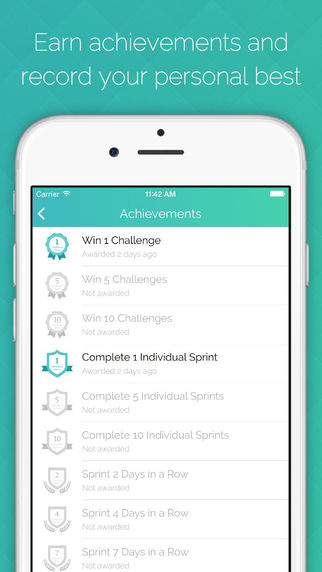 Earn achievements and
record your personal best
Carrier 11:42 AM
Achievements
1
Win 1 Challenge
Awarded 2 days ago
5
Win 5 Challenges
Not awarded
10
Win 10 Challenges
Not awarded
1
Complete 1 Individual Sprint
Awarded 2 days ago
5
Complete 5 Individual Sprints
Not awarded
10
Complete 10 Individual Sprints
Not awarded
2
Sprint 2 Days in a Row
Not awarded
4
Sprint 4 Days in a Row
Not awarded
7
Sprint 7 Days in a Row
Not awarded